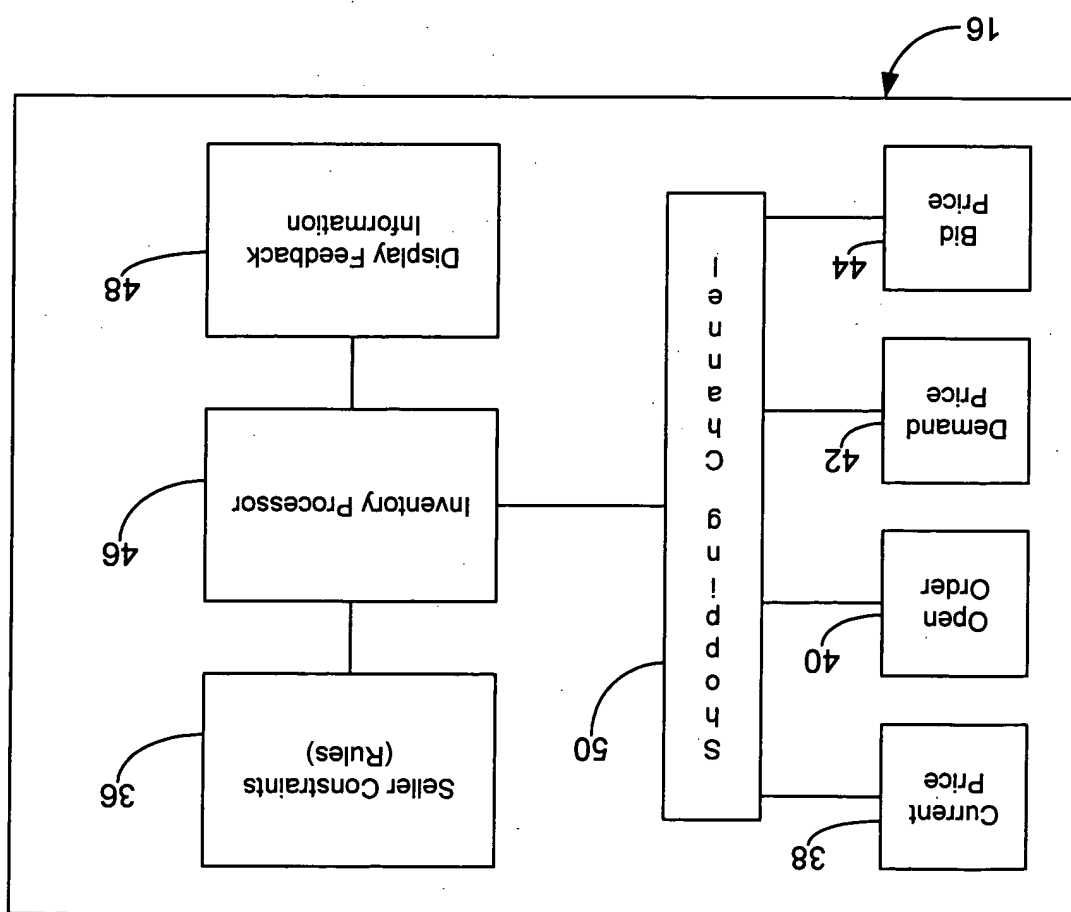 38
Current
Price
40
Open
Order
42
Demand
Price
44
Bid
Price
50
Shopping Channel
36
Seller Constraints
(Rules)
46
Inventory Processor
48
Display Feedback
Information
16